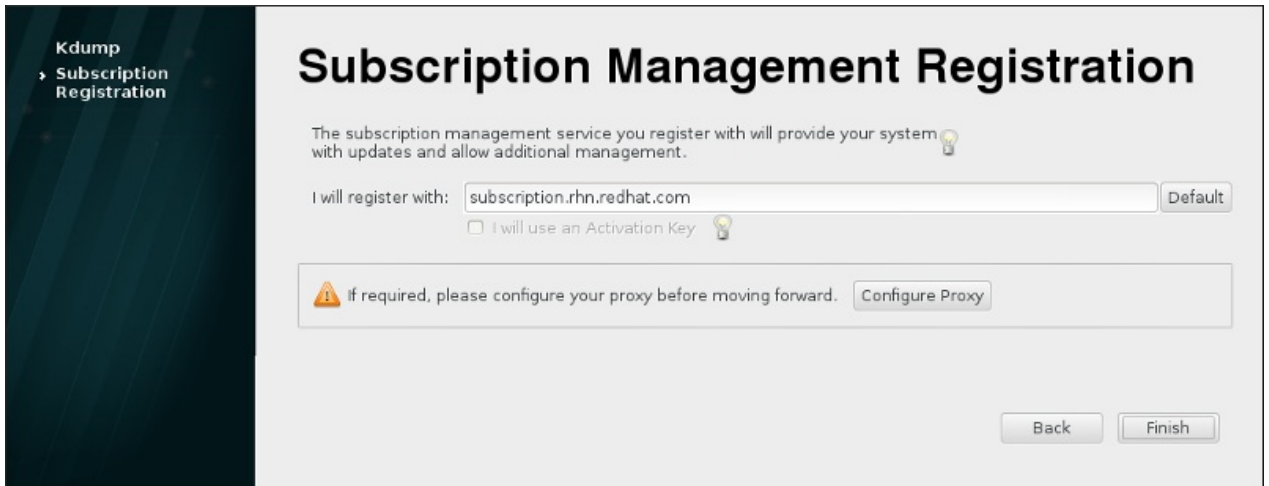 Kdump
Subscription
Registration
Subscription Management Registration
The subscription management service you register with will provide your system
with updates and allow additional management.
I will register with:
subscription.rhn.redhat.com
Default
I will use an Activation Key
If required, please configure your proxy before moving forward.
Configure Proxy
Back
Finish